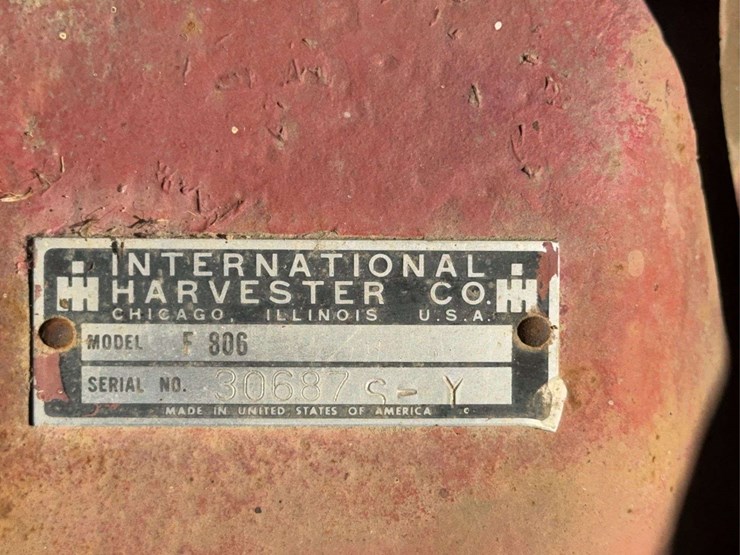 INTERNATIONAL
HARVESTER CO.
CHICAGO, ILLINOIS U.S.A.
MODEL F 806
SERIAL NO. 30687 S-Y
MADE IN UNITED STATES OF AMERICA C